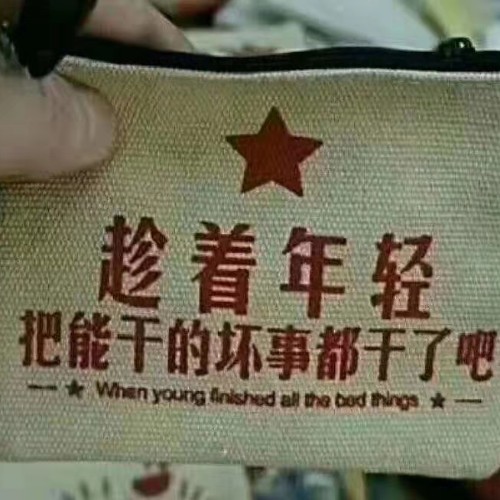 趁着年轻
把能干的坏事都干了吧
When young finished all the bed things